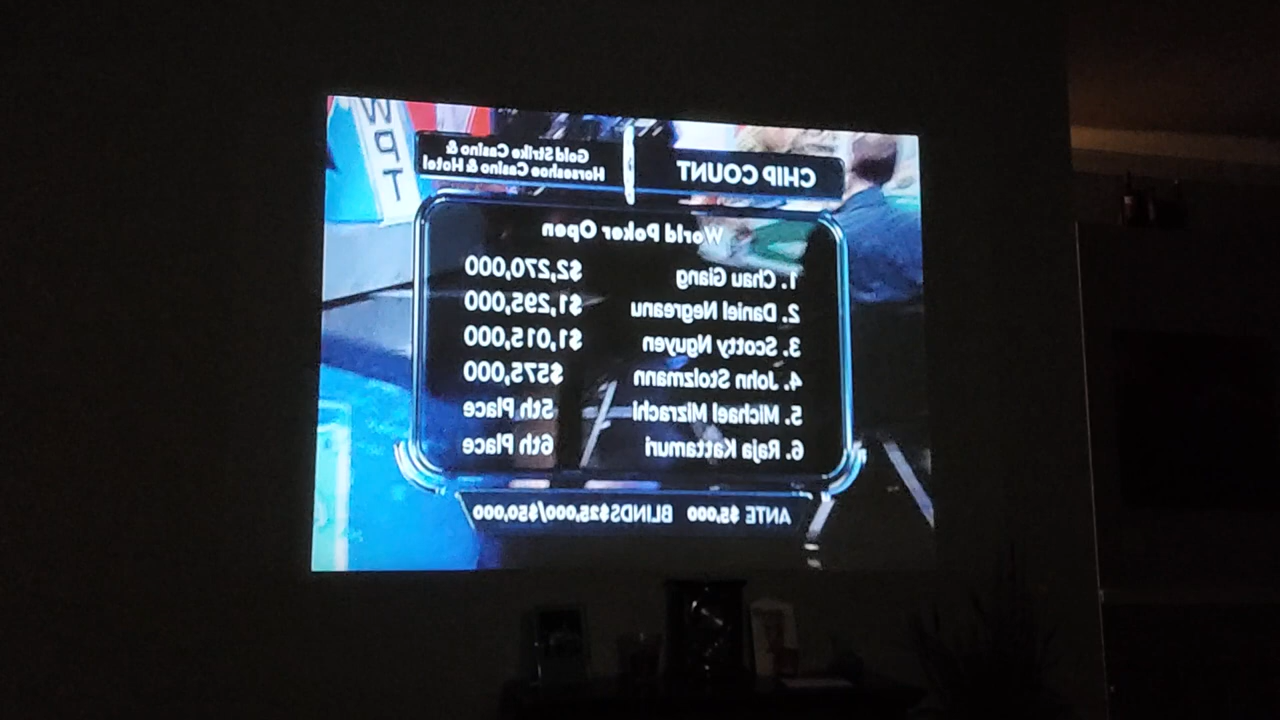 WPT
CHIP COUNT
Gold Strike Casino &
Horseshoe Casino & Hotel
World Poker Open
1. Chau Giang $2,270,000
2. Daniel Negreanu $1,295,000
3. Scotty Nguyen $1,015,000
4. John Stolzmann $575,000
5. Michael Mizrachi 5th Place
6. Raja Kattamuri 6th Place
ANTE $5,000 BLINDS $25,000/$50,000